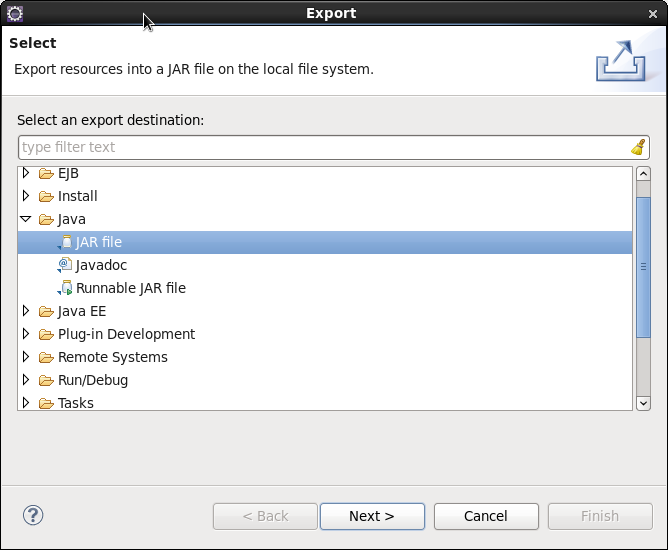 Export
Select
Export resources into a JAR file on the local file system.
Select an export destination:
type filter text
EJB
Install
Java
JAR file
Javadoc
Runnable JAR file
Java EE
Plug-in Development
Remote Systems
Run/Debug
Tasks
? < Back Next > Cancel Finish